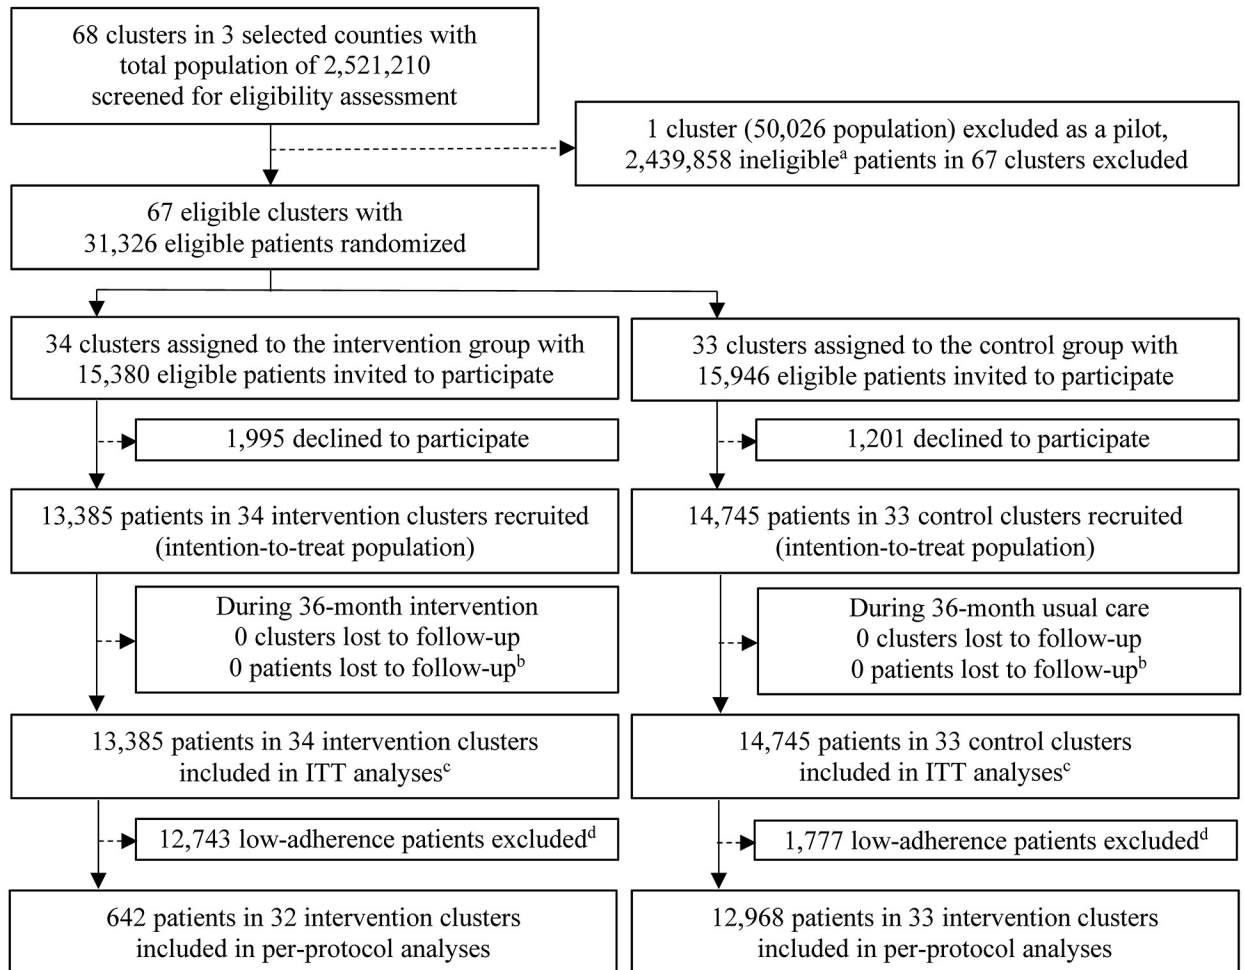 68 clusters in 3 selected counties with
total population of 2,521,210
screened for eligibility assessment
1 cluster (50,026 population) excluded as a pilot,
2,439,858 ineligibleᵃ patients in 67 clusters excluded
67 eligible clusters with
31,326 eligible patients randomized
34 clusters assigned to the intervention group with
15,380 eligible patients invited to participate
33 clusters assigned to the control group with
15,946 eligible patients invited to participate
1,995 declined to participate
1,201 declined to participate
13,385 patients in 34 intervention clusters recruited
(intention-to-treat population)
14,745 patients in 33 control clusters recruited
(intention-to-treat population)
During 36-month intervention
0 clusters lost to follow-up
0 patients lost to follow-upᵇ
During 36-month usual care
0 clusters lost to follow-up
0 patients lost to follow-upᵇ
13,385 patients in 34 intervention clusters
included in ITT analysesᶜ
14,745 patients in 33 control clusters
included in ITT analysesᶜ
12,743 low-adherence patients excludedᵈ
1,777 low-adherence patients excludedᵈ
642 patients in 32 intervention clusters
included in per-protocol analyses
12,968 patients in 33 intervention clusters
included in per-protocol analyses